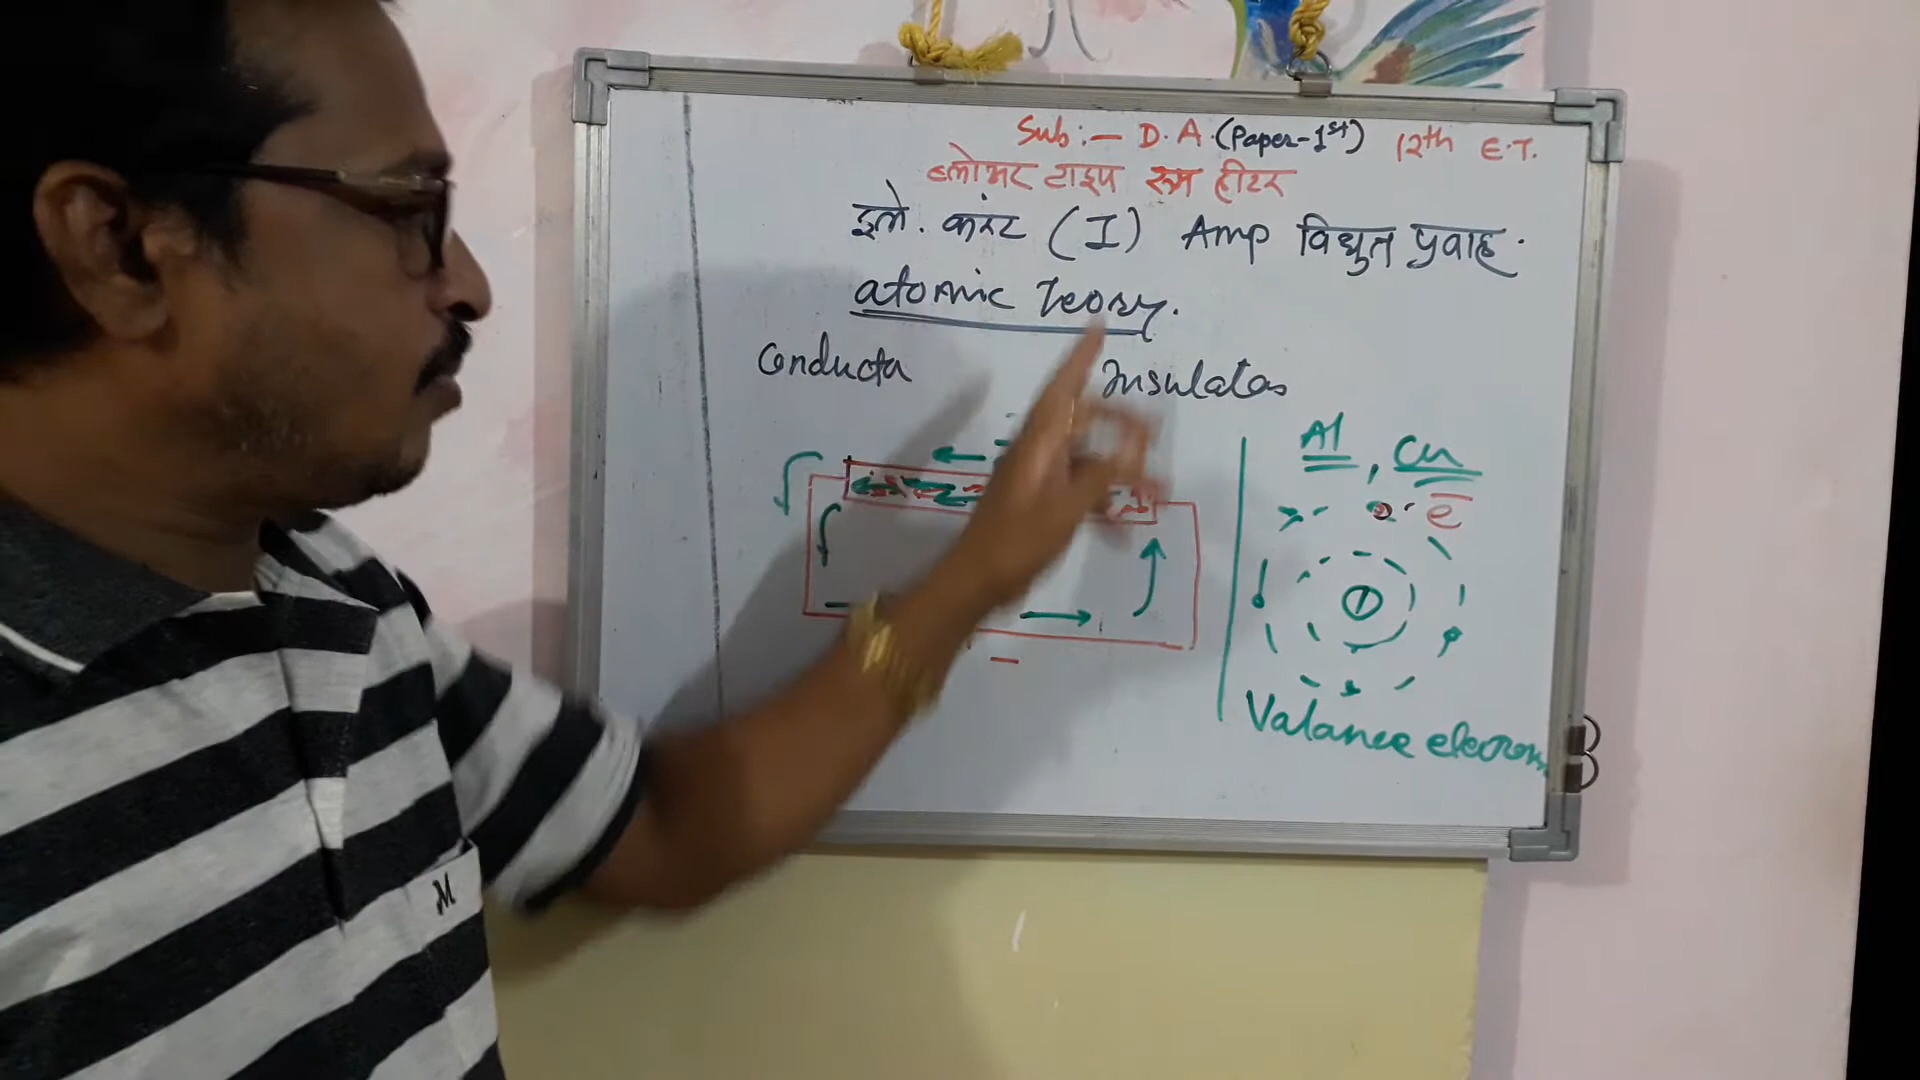 Sub:- D.A. (Paper-1st) 12th E.T.
ब्लोअर टाइप रूम हीटर
इले. करंट (I) Amp विद्युत प्रवाह.
atomic Teory.
Conducta Insulatos
Al, Cu
e
Valance electron
M